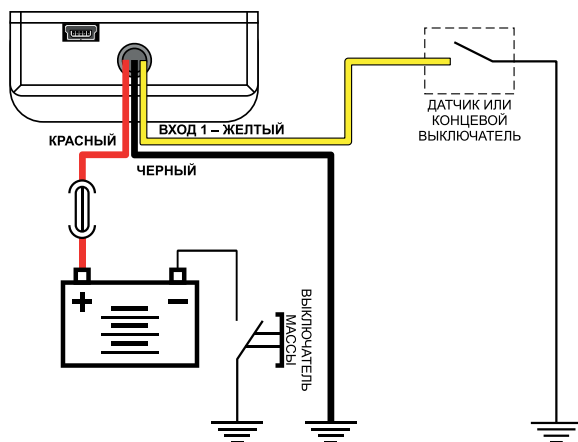 ДАТЧИК ИЛИ
КОНЦЕВОЙ
ВЫКЛЮЧАТЕЛЬ
ВХОД 1 – ЖЕЛТЫЙ
КРАСНЫЙ
ЧЕРНЫЙ
+ –
ВЫКЛЮЧАТЕЛЬ
МАССЫ